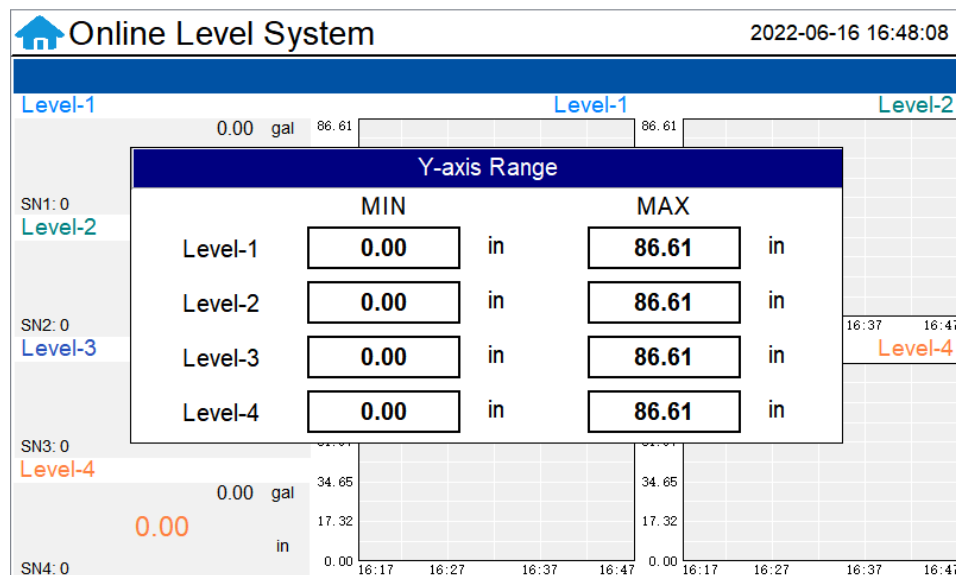 Online Level System
2022-06-16 16:48:08
Level-1
Level-1
Level-2
0.00 gal
86.61
86.61
Y-axis Range
MIN
MAX
SN1: 0
Level-2
Level-1 0.00 in 86.61 in
Level-2 0.00 in 86.61 in
SN2: 0
16:37 16:47
Level-3
Level-4
Level-3 0.00 in 86.61 in
Level-4 0.00 in 86.61 in
SN3: 0
Level-4
0.00 gal
34.65
34.65
0.00
in
17.32
17.32
SN4: 0
0.00
16:17 16:27 16:37 16:47
0.00
16:17 16:27 16:37 16:47